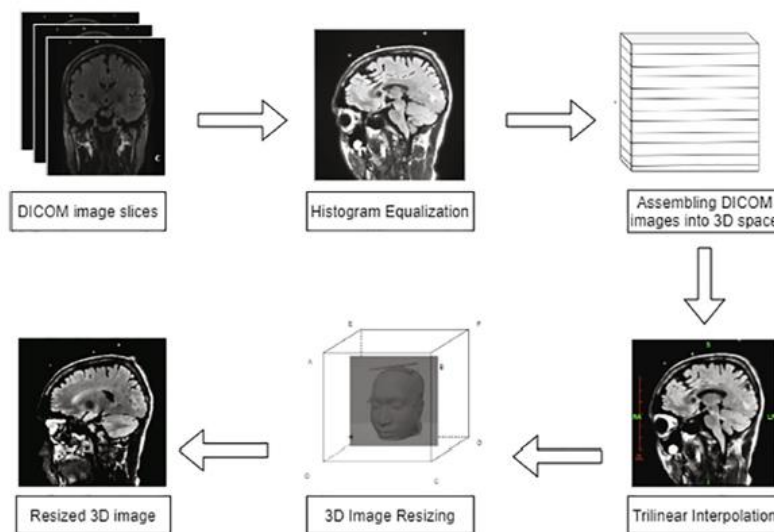 DICOM image slices
Histogram Equalization
Assembling DICOM
images into 3D space
Resized 3D image
3D Image Resizing
Trilinear Interpolation